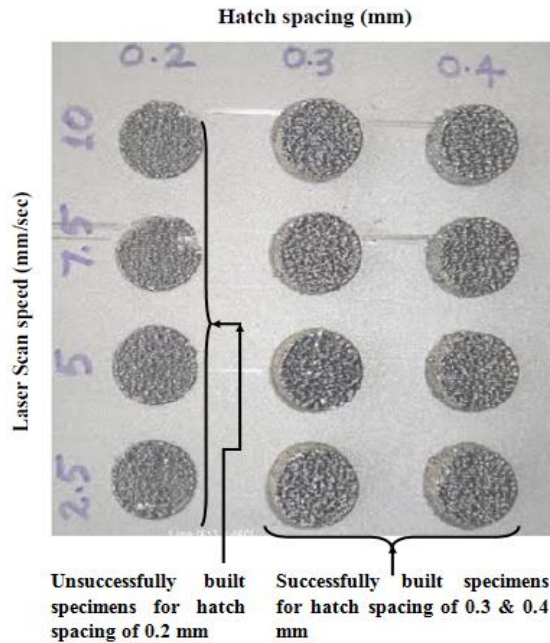 Hatch spacing (mm)
0.2 0.3 0.4
Laser Scan speed (mm/sec)
10
7.5
5
2.5
Unsuccessfully built
specimens for hatch
spacing of 0.2 mm
Successfully built specimens
for hatch spacing of 0.3 & 0.4
mm